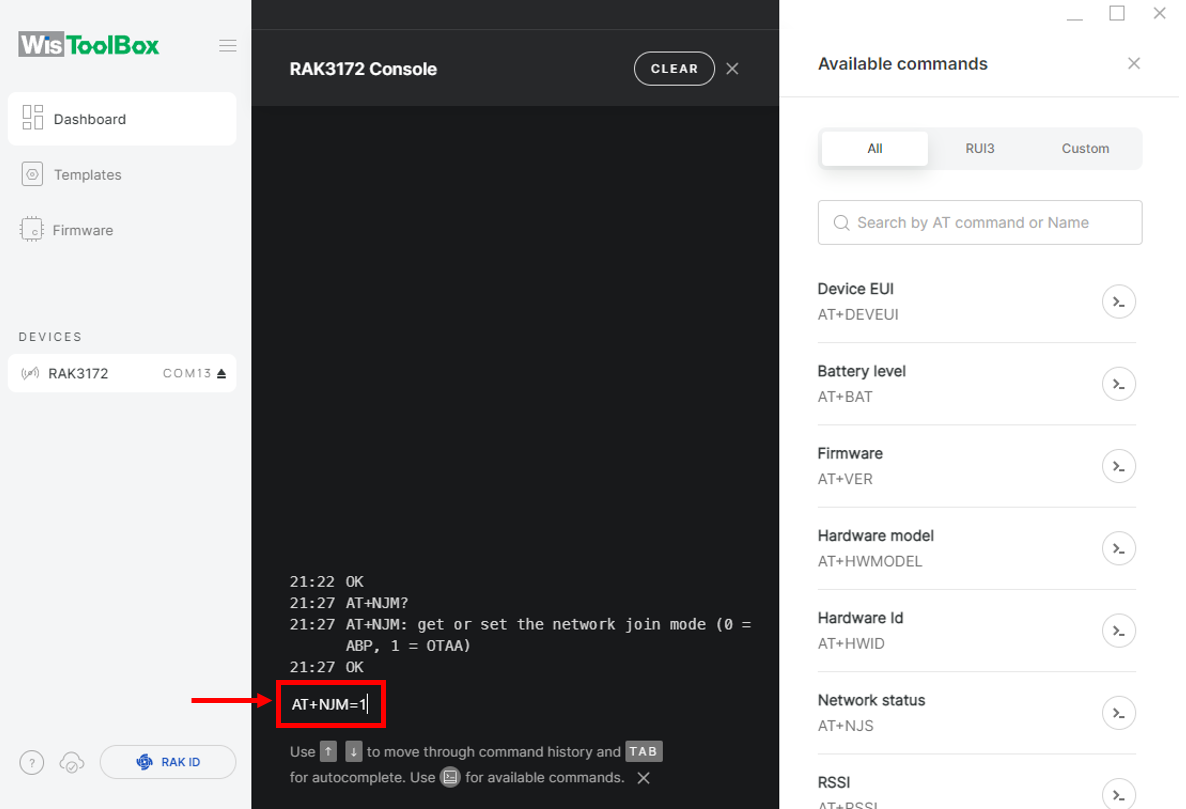 WisToolBox
Dashboard
Templates
Firmware
DEVICES
RAK3172 COM13
? RAK ID
RAK3172 Console CLEAR
21:22 OK
21:27 AT+NJM?
21:27 AT+NJM: get or set the network join mode (0 =
ABP, 1 = OTAA)
21:27 OK
AT+NJM=1
Use ↑ ↓ to move through command history and TAB
for autocomplete. Use for available commands.
Available commands
All RUI3 Custom
Search by AT command or Name
Device EUI
AT+DEVEUI
Battery level
AT+BAT
Firmware
AT+VER
Hardware model
AT+HWMODEL
Hardware Id
AT+HWID
Network status
AT+NJS
RSSI
AT+RSSI